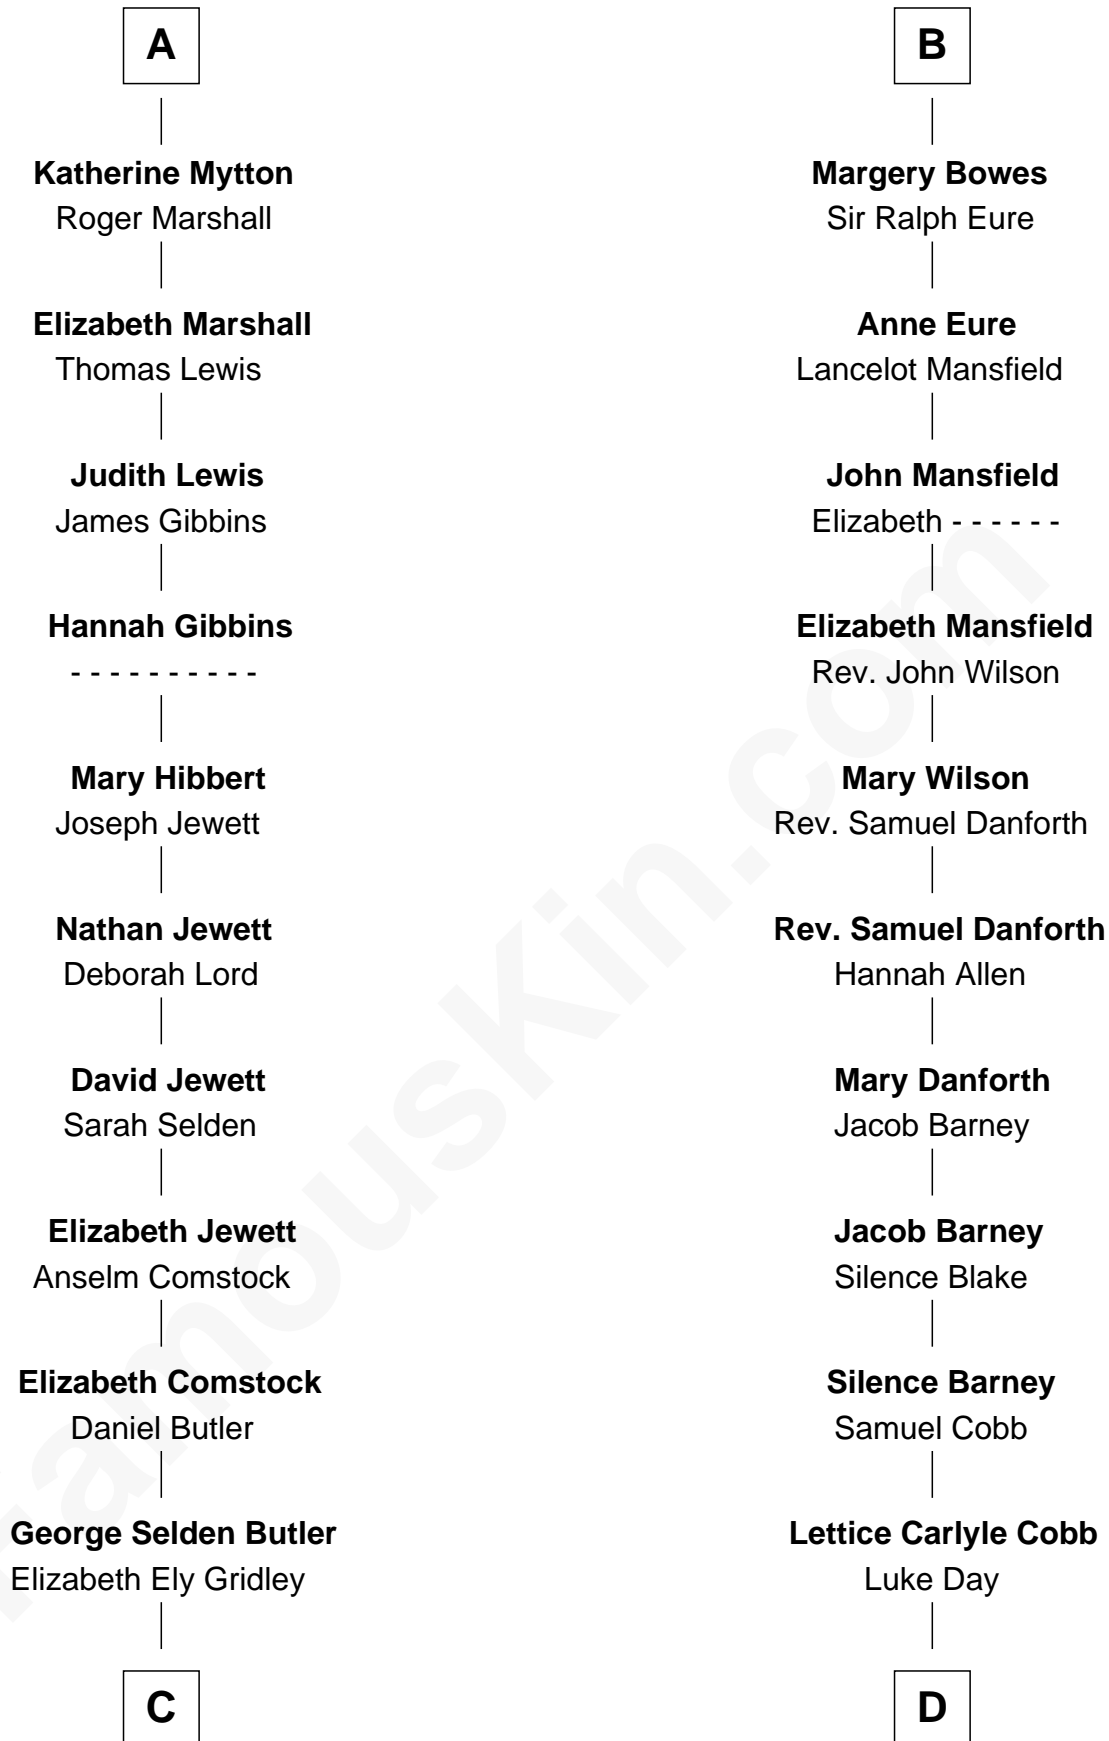 A
Katherine Mytton
Roger Marshall
Elizabeth Marshall
Thomas Lewis
Judith Lewis
James Gibbins
Hannah Gibbins
- - - - - - - - - -
Mary Hibbert
Joseph Jewett
Nathan Jewett
Deborah Lord
David Jewett
Sarah Selden
Elizabeth Jewett
Anselm Comstock
Elizabeth Comstock
Daniel Butler
George Selden Butler
Elizabeth Ely Gridley
C
B
Margery Bowes
Sir Ralph Eure
Anne Eure
Lancelot Mansfield
John Mansfield
Elizabeth - - - - - -
Elizabeth Mansfield
Rev. John Wilson
Mary Wilson
Rev. Samuel Danforth
Rev. Samuel Danforth
Hannah Allen
Mary Danforth
Jacob Barney
Jacob Barney
Silence Blake
Silence Barney
Samuel Cobb
Lettice Carlyle Cobb
Luke Day
D
FamousKin.com